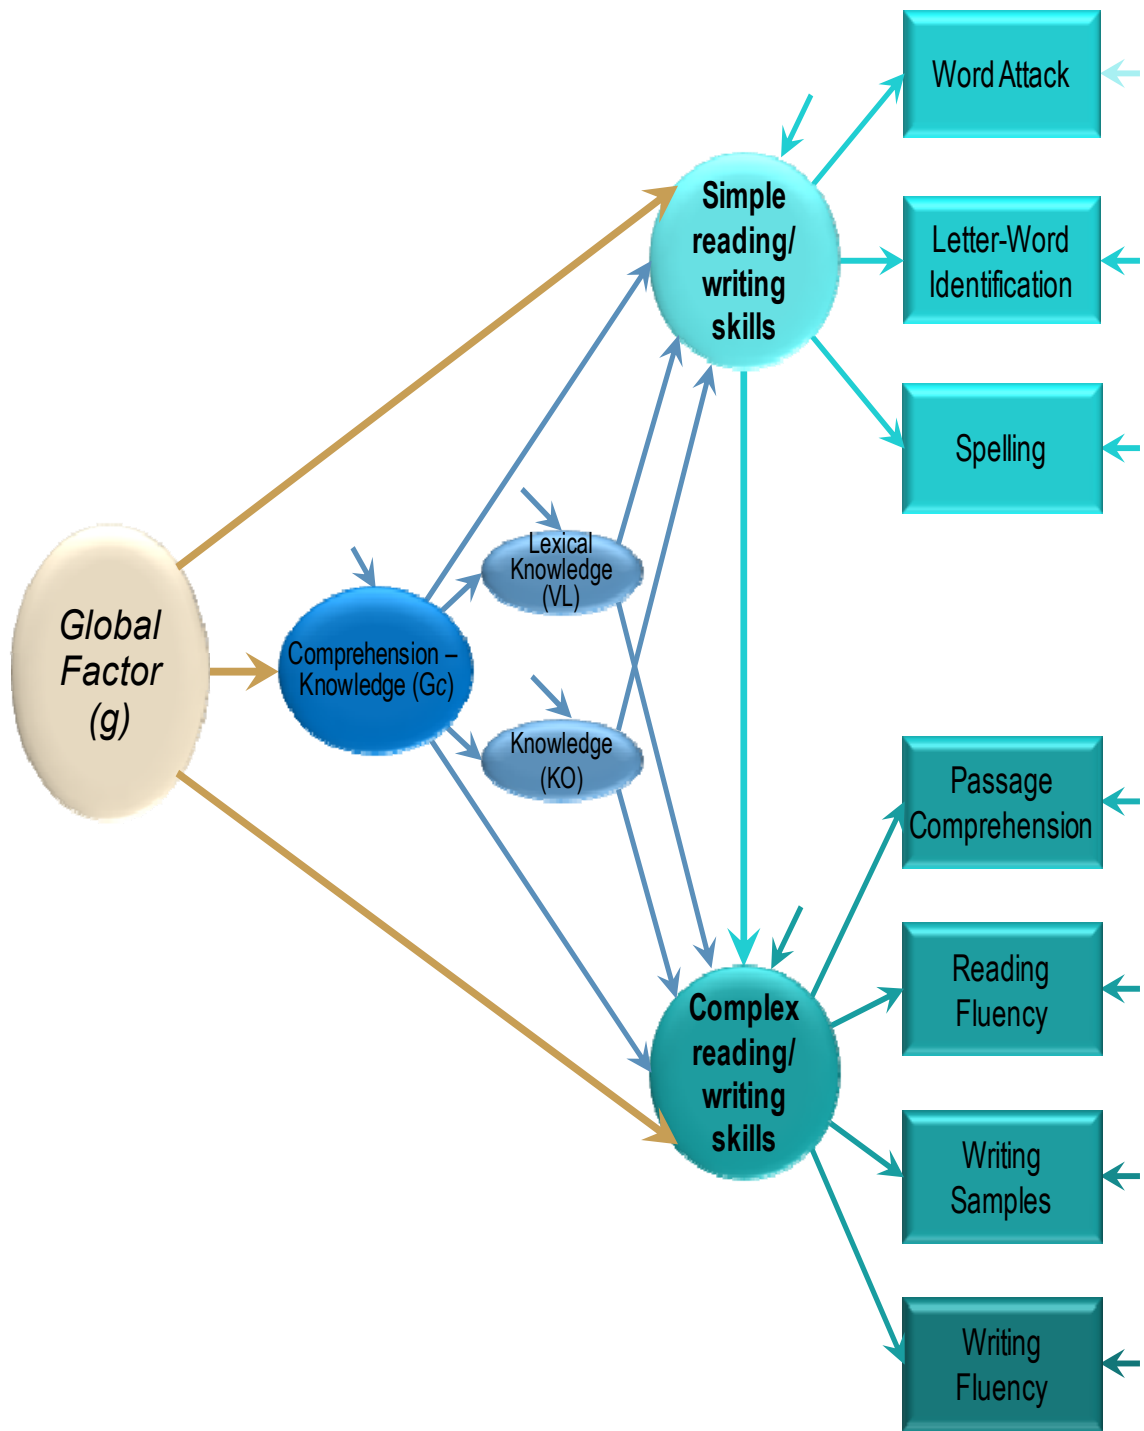 Word Attack
Simple
reading/
writing
skills
Letter-Word
Identification
Spelling
Lexical
Knowledge
(VL)
Global
Factor
(g)
Comprehension –
Knowledge (Gc)
Knowledge
(KO)
Passage
Comprehension
Complex
reading/
writing
skills
Reading
Fluency
Writing
Samples
Writing
Fluency